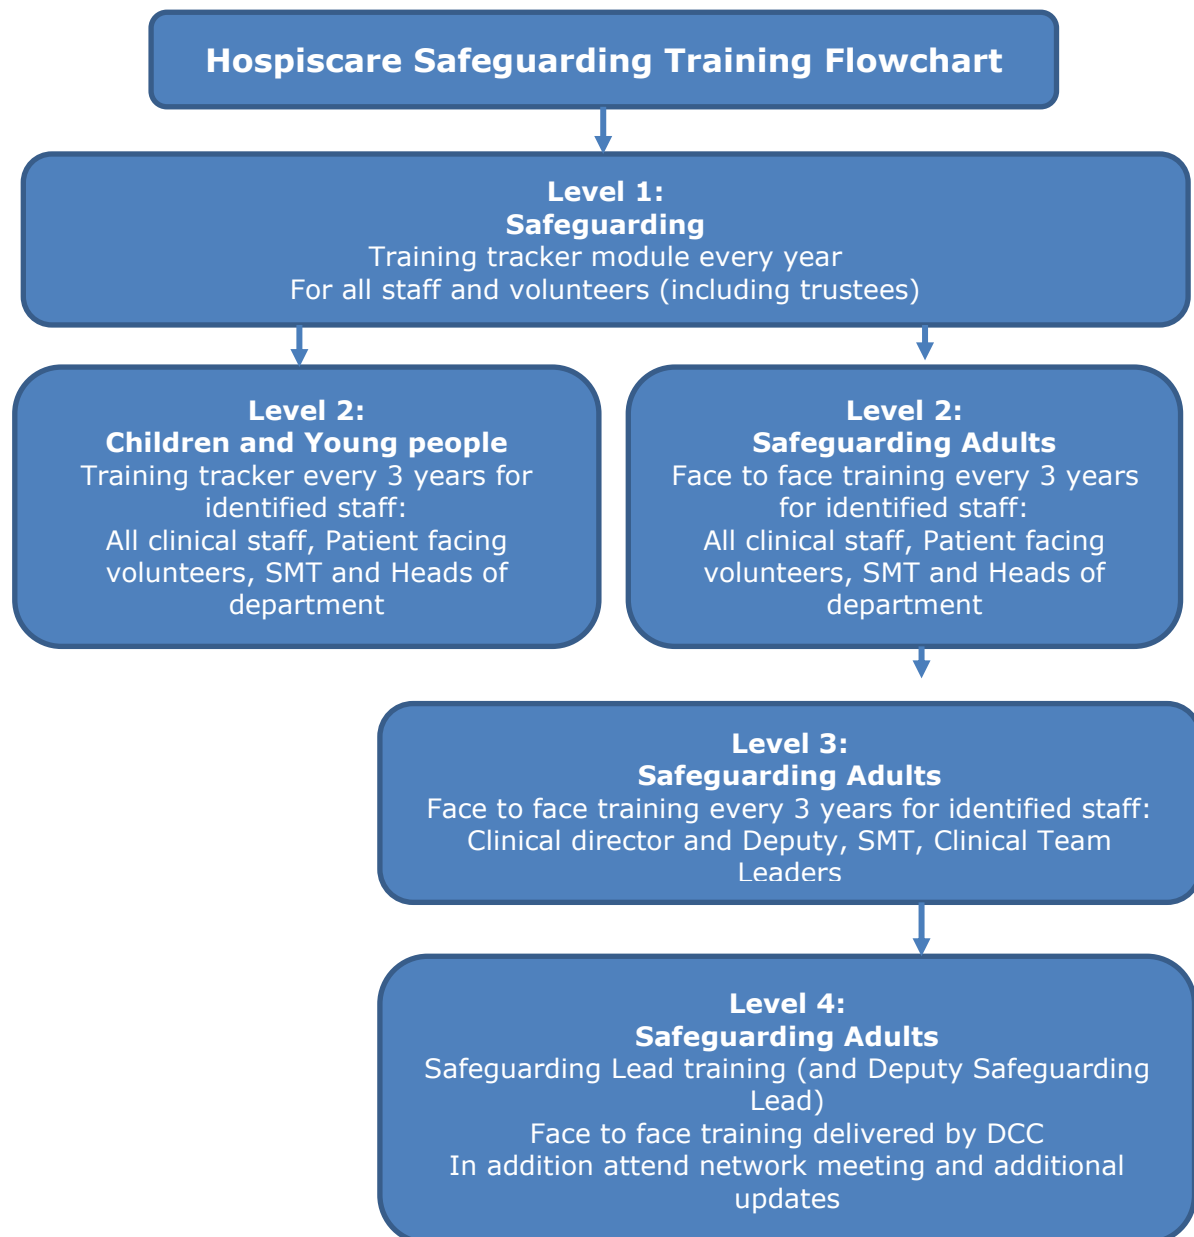 Hospiscare Safeguarding Training Flowchart
Level 1:
Safeguarding
Training tracker module every year
For all staff and volunteers (including trustees)
Level 2:
Children and Young people
Training tracker every 3 years for
identified staff:
All clinical staff, Patient facing
volunteers, SMT and Heads of
department
Level 2:
Safeguarding Adults
Face to face training every 3 years
for identified staff:
All clinical staff, Patient facing
volunteers, SMT and Heads of
department
Level 3:
Safeguarding Adults
Face to face training every 3 years for identified staff:
Clinical director and Deputy, SMT, Clinical Team
Leaders
Level 4:
Safeguarding Adults
Safeguarding Lead training (and Deputy Safeguarding
Lead)
Face to face training delivered by DCC
In addition attend network meeting and additional
updates